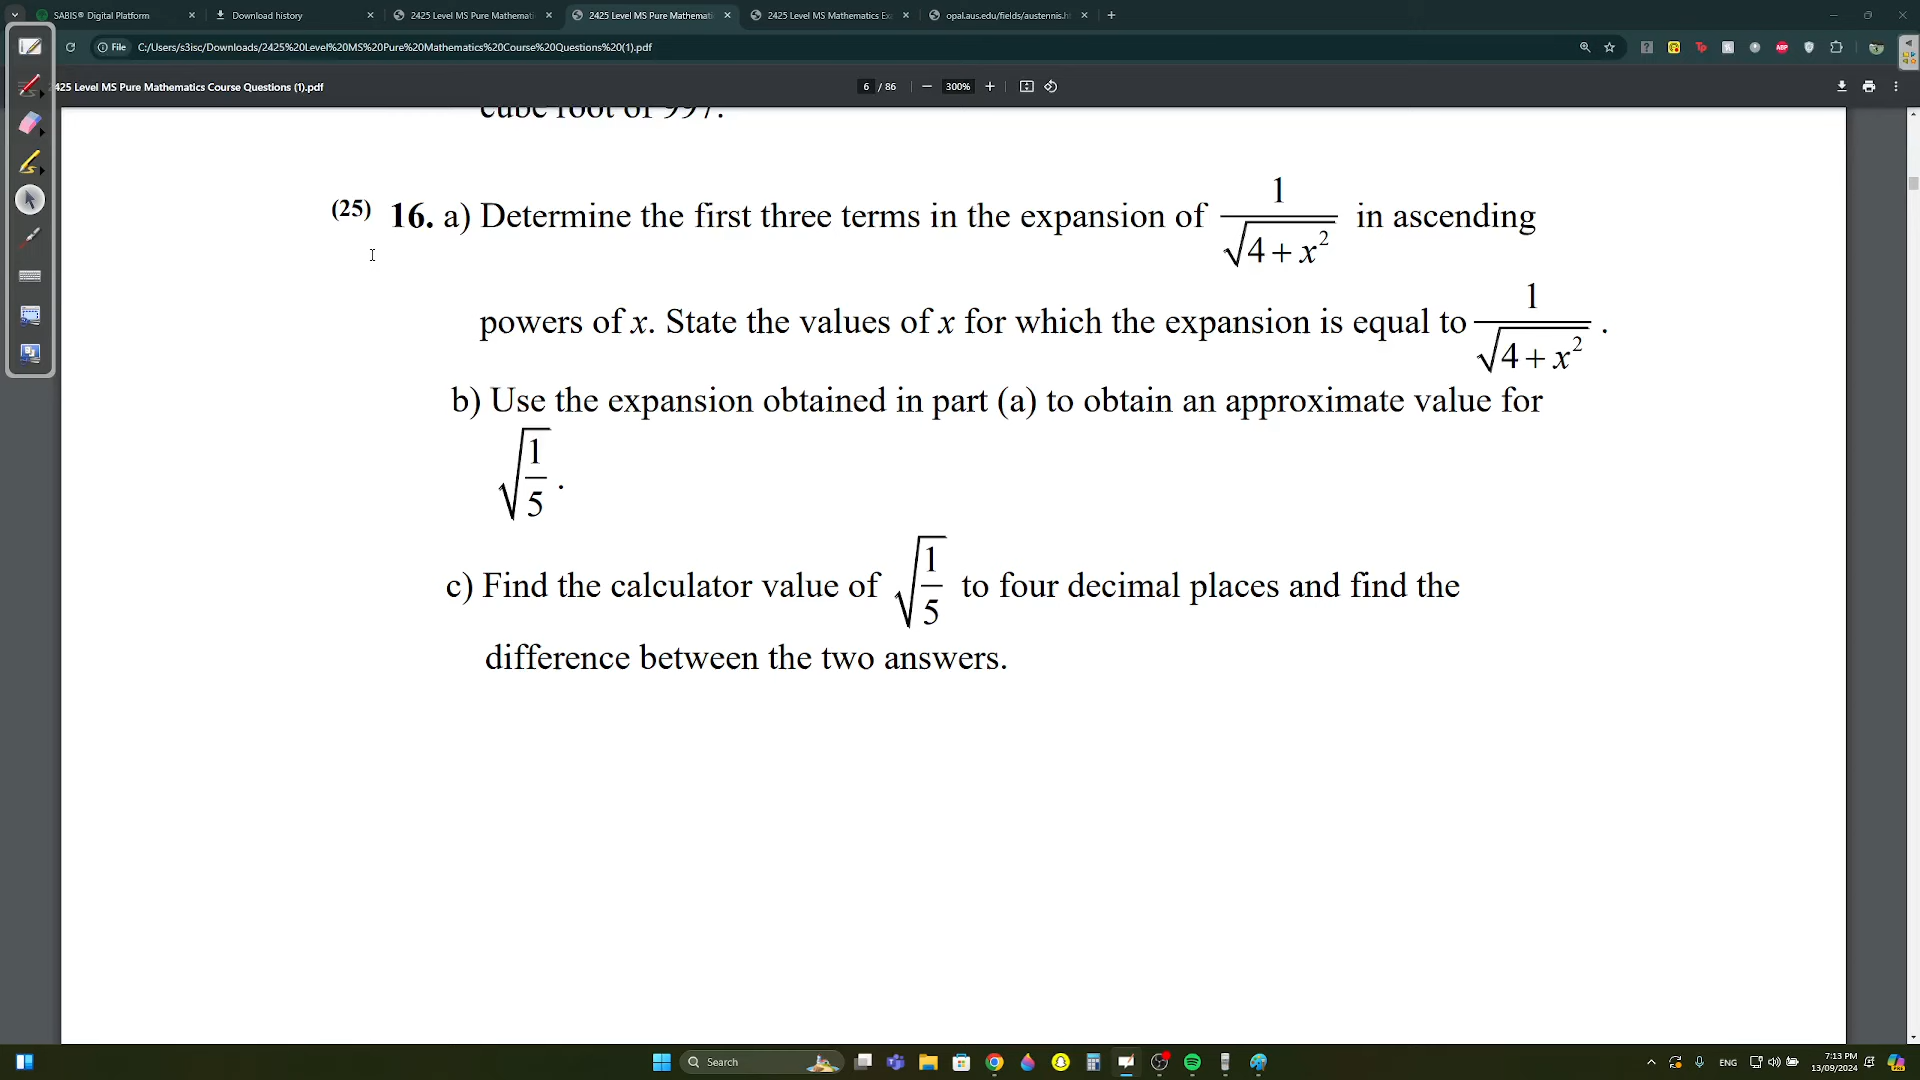 SABIS® Digital Platform
Download history
2425 Level MS Pure Mathemati
2425 Level MS Pure Mathemati
2425 Level MS Mathematics Ex
opal.aus.edu/fields/austennis.h
File C:/Users/s3isc/Downloads/2425%20Level%20MS%20Pure%20Mathematics%20Course%20Questions%20(1).pdf
425 Level MS Pure Mathematics Course Questions (1).pdf
6 / 86
300%
cube root of 997.
(25) 16. a) Determine the first three terms in the expansion of 1/√(4 + x²) in ascending
powers of x. State the values of x for which the expansion is equal to 1/√(4 + x²) .
b) Use the expansion obtained in part (a) to obtain an approximate value for
√(1/5) .
c) Find the calculator value of √(1/5) to four decimal places and find the
difference between the two answers.
Search
ENG
7:13 PM
13/09/2024